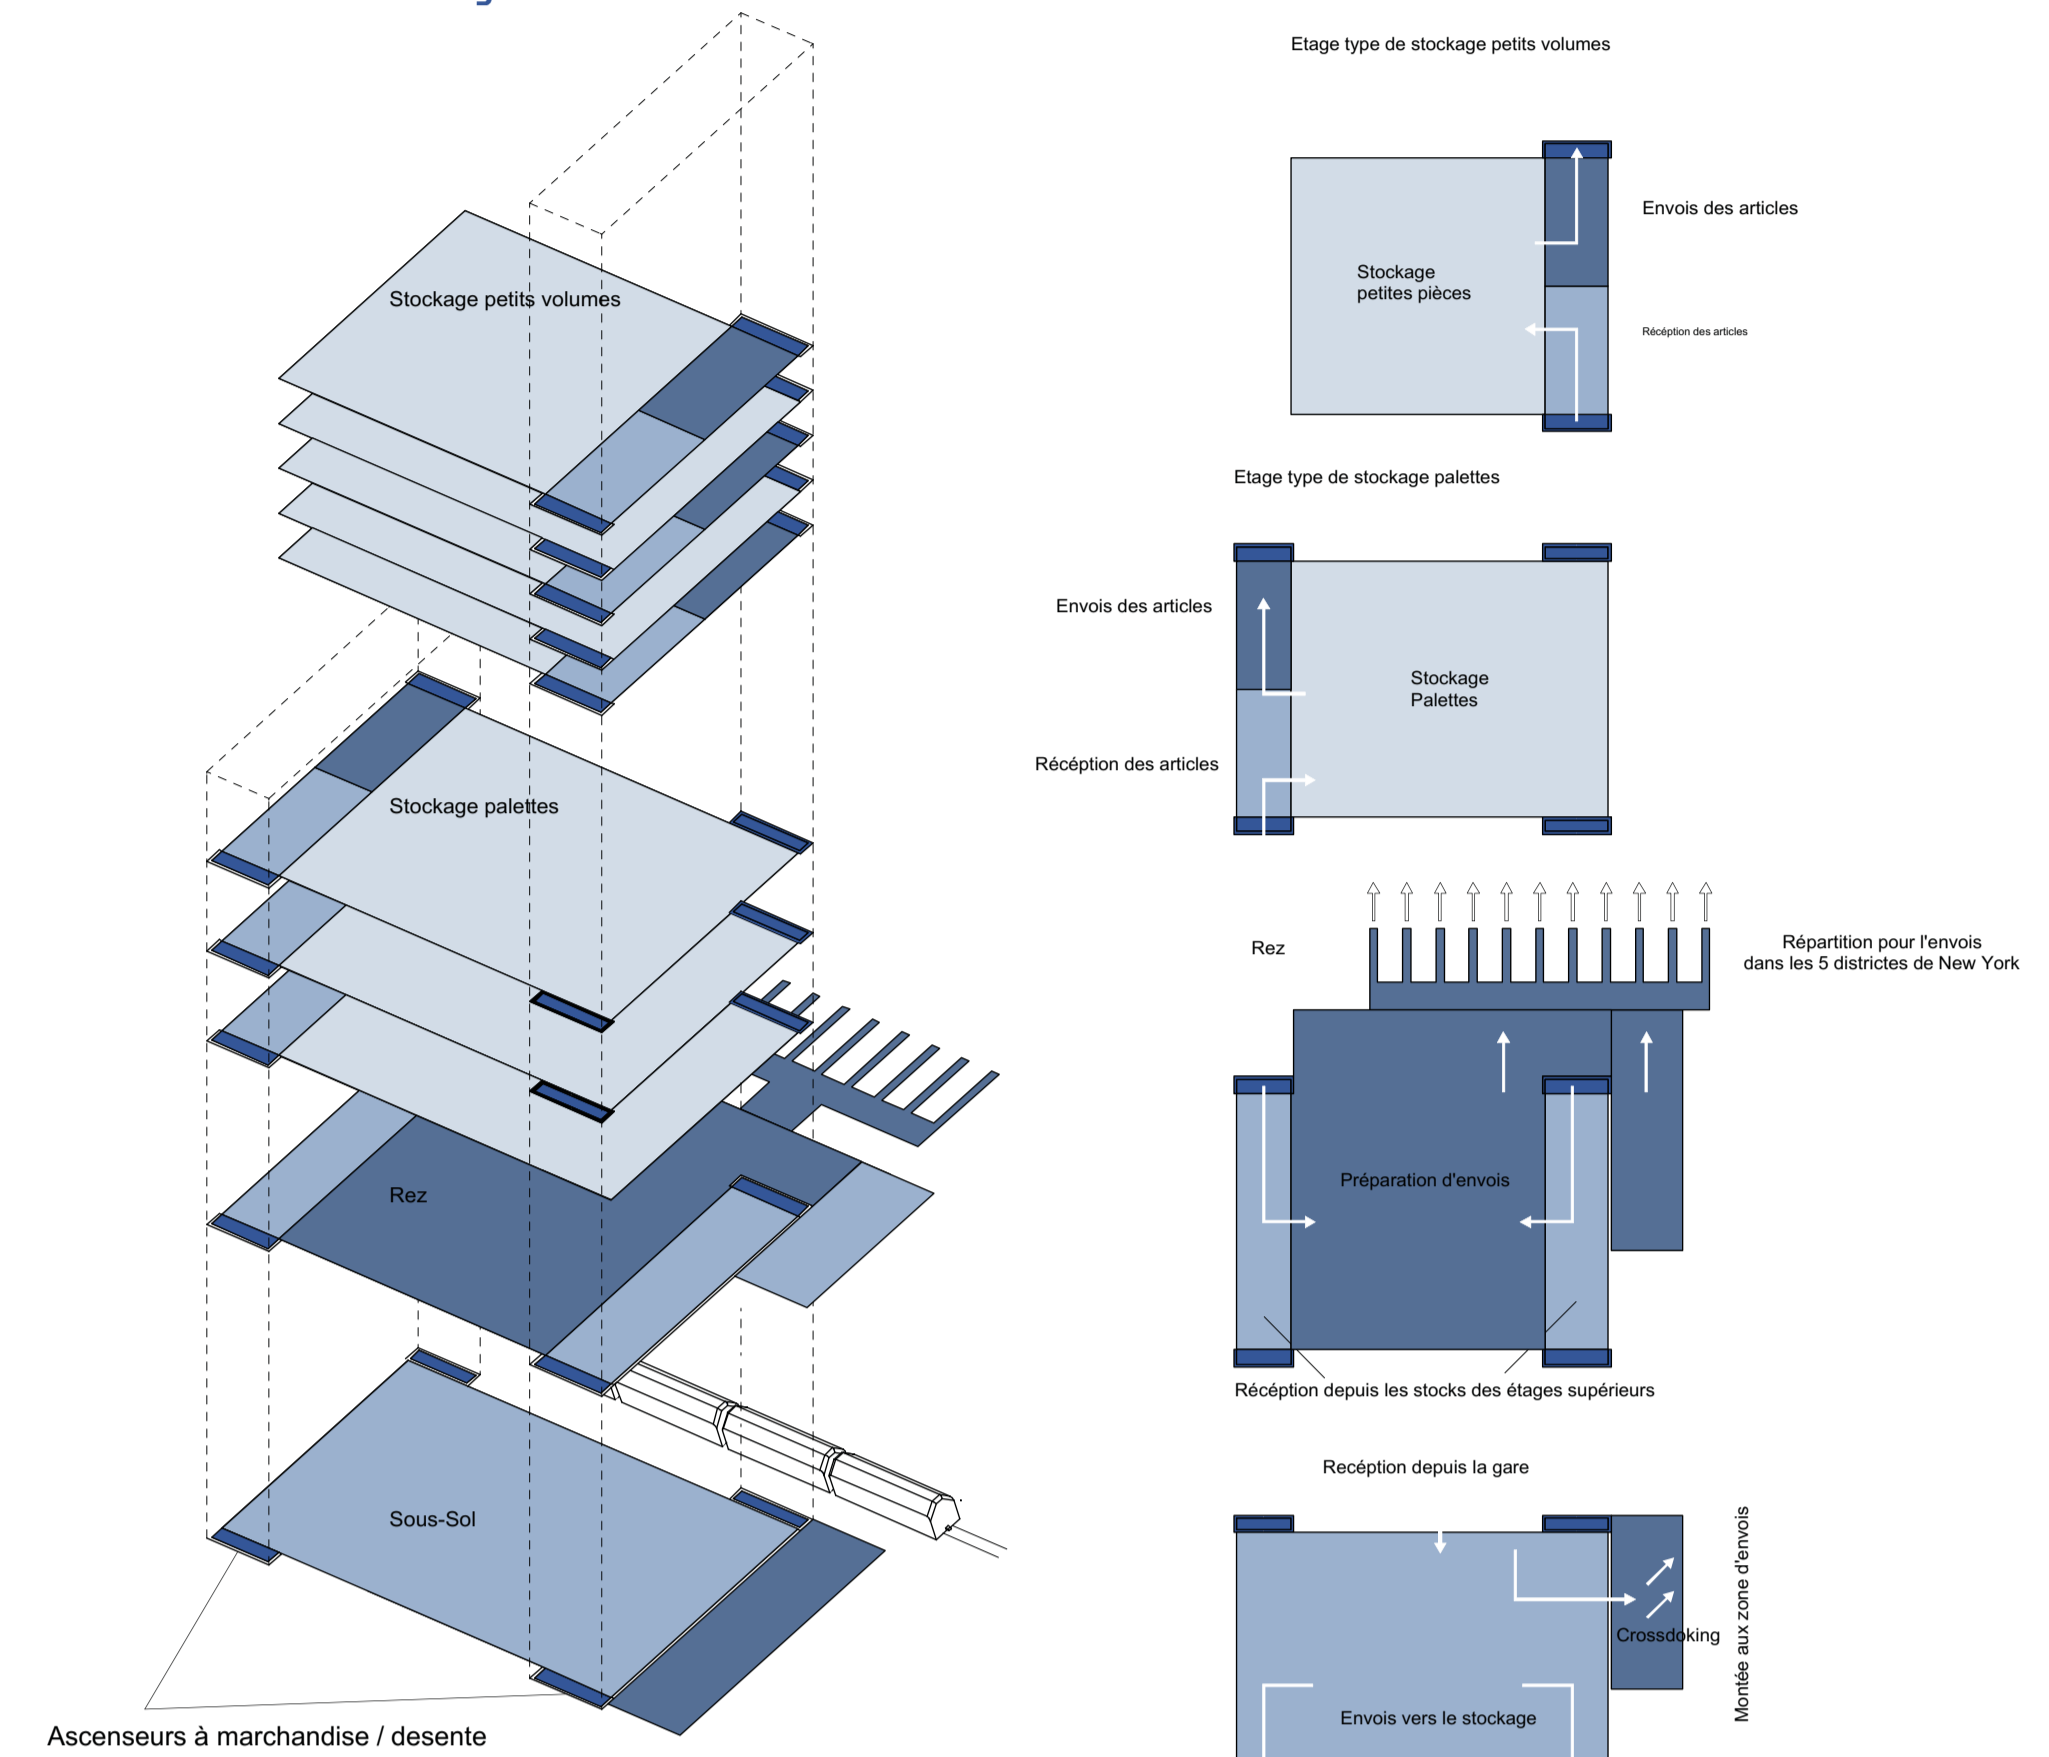 Stockage petits volumes
Stockage palettes
Rez
Sous-Sol
Ascenseurs à marchandise / desente
Etage type de stockage petits volumes
Envois des articles
Stockage
petites pièces
Récéption des articles
Etage type de stockage palettes
Envois des articles
Stockage
Palettes
Récéption des articles
Rez
Répartition pour l'envois
dans les 5 districtes de New York
Préparation d'envois
Récéption depuis les stocks des étages supérieurs
Recéption depuis la gare
Crossdoking
Montée aux zone d'envois
Envois vers le stockage